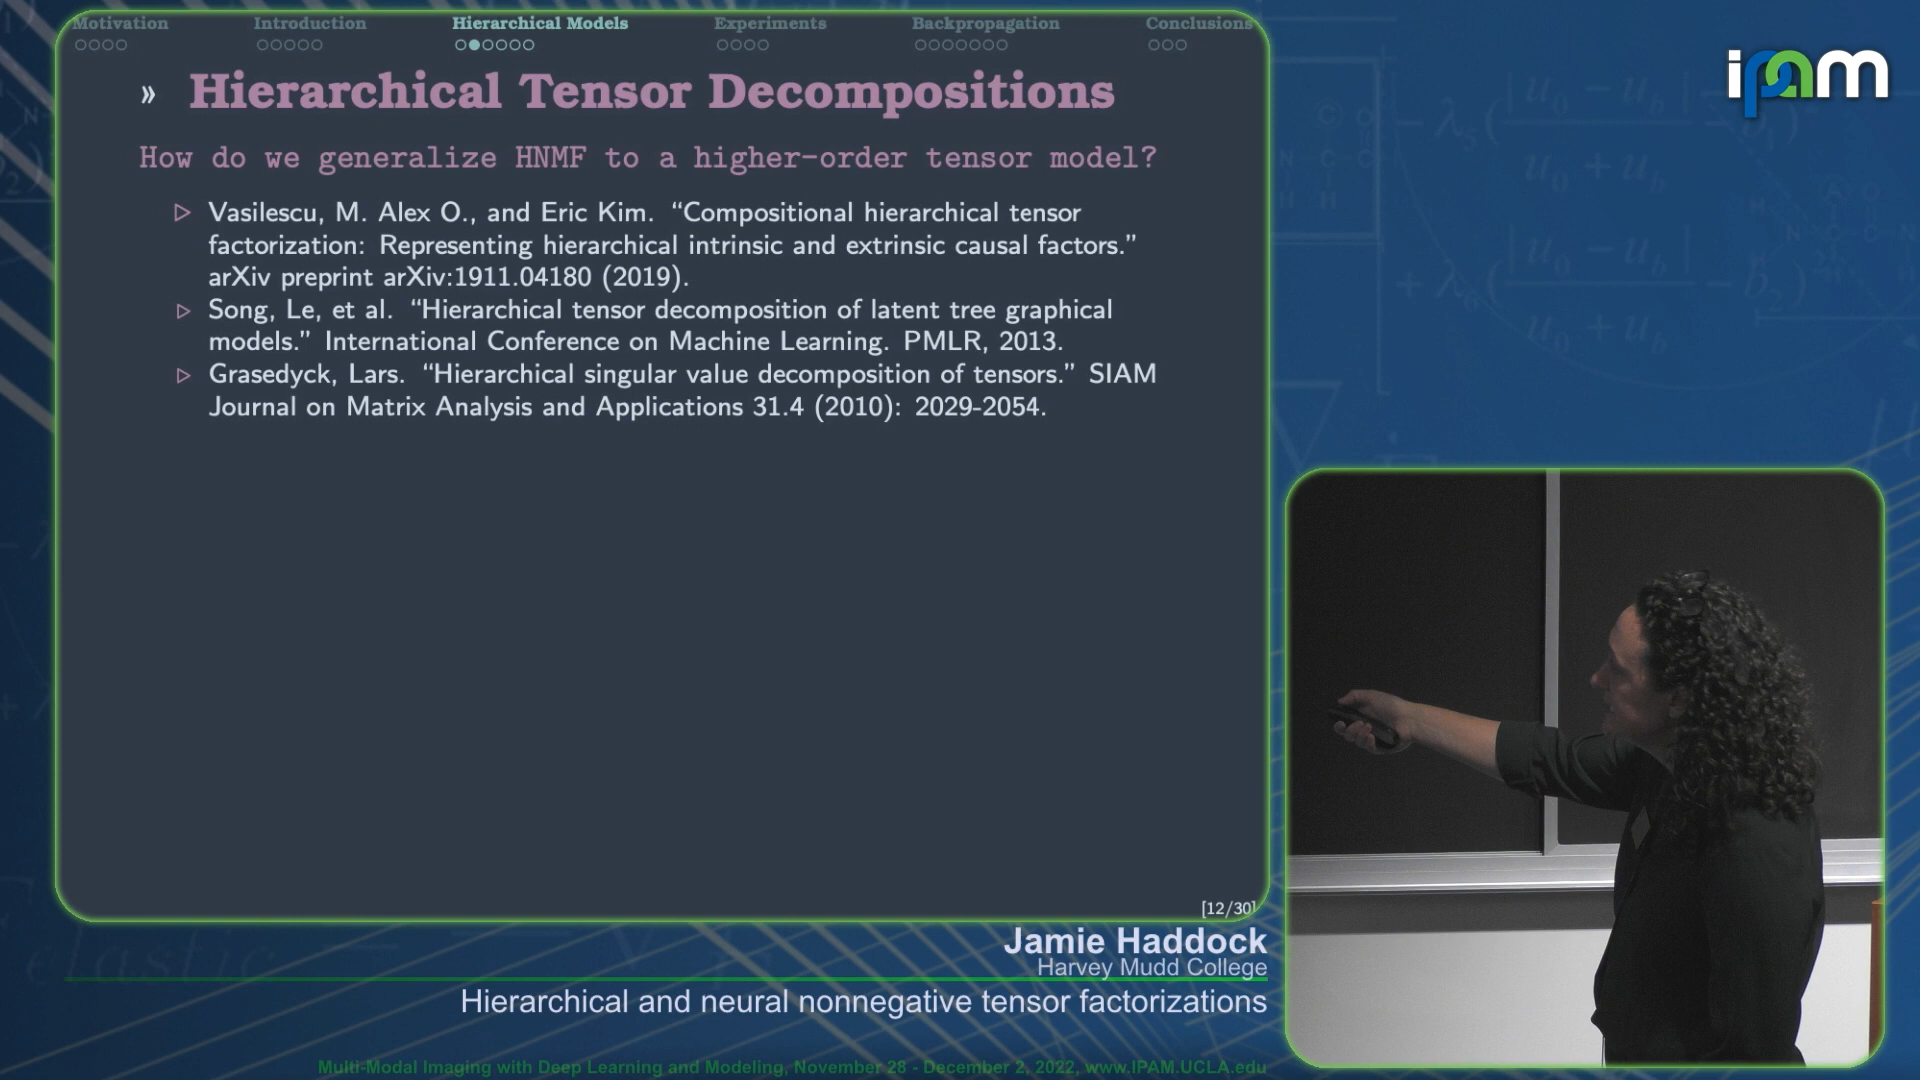 Motivation Introduction Hierarchical Models Experiments Backpropagation Conclusions
» Hierarchical Tensor Decompositions
How do we generalize HNMF to a higher-order tensor model?
▷ Vasilescu, M. Alex O., and Eric Kim. “Compositional hierarchical tensor
factorization: Representing hierarchical intrinsic and extrinsic causal factors.”
arXiv preprint arXiv:1911.04180 (2019).
▷ Song, Le, et al. “Hierarchical tensor decomposition of latent tree graphical
models.” International Conference on Machine Learning. PMLR, 2013.
▷ Grasedyck, Lars. “Hierarchical singular value decomposition of tensors.” SIAM
Journal on Matrix Analysis and Applications 31.4 (2010): 2029-2054.
[12/30]
ipam
Jamie Haddock
Harvey Mudd College
Hierarchical and neural nonnegative tensor factorizations
Multi-Modal Imaging with Deep Learning and Modeling, November 28 - December 2, 2022, www.IPAM.UCLA.edu
elastic